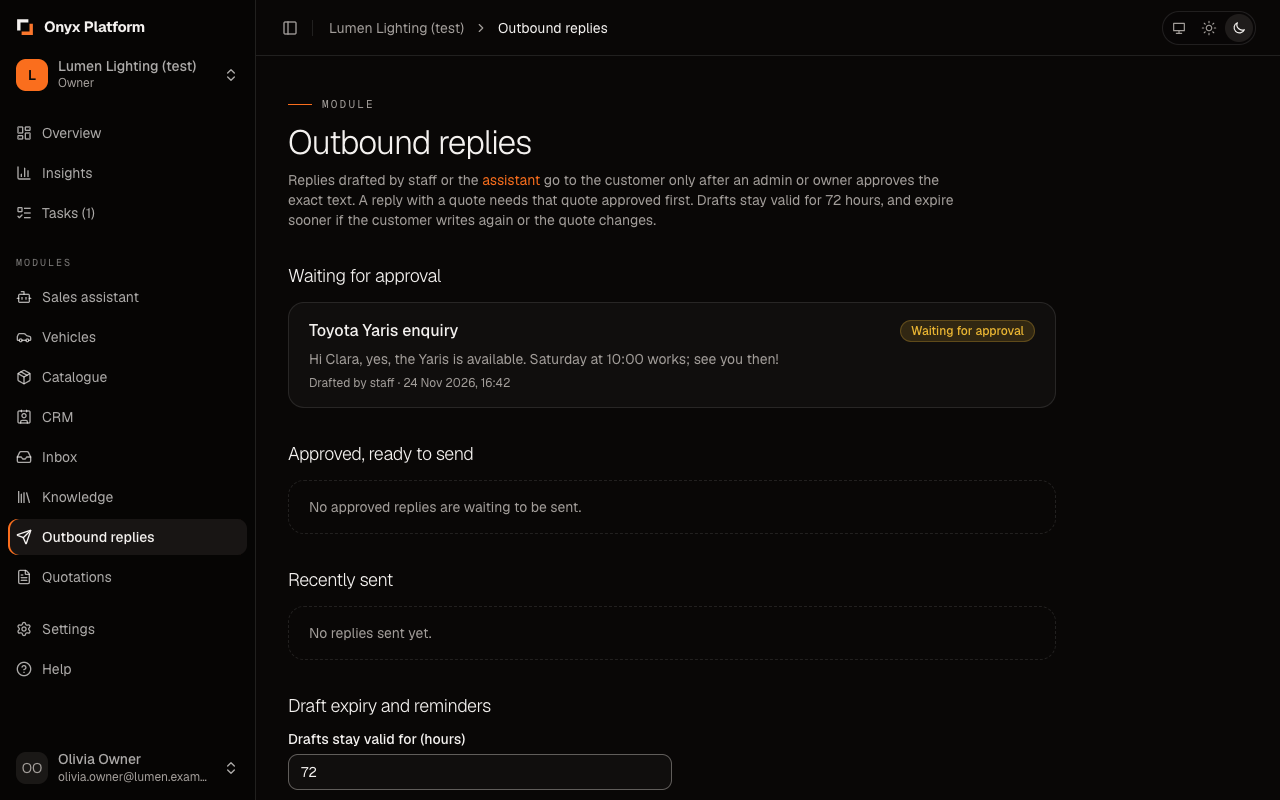 Onyx Platform
L
Lumen Lighting (test)
Owner
Overview
Insights
Tasks (1)
MODULES
Sales assistant
Vehicles
Catalogue
CRM
Inbox
Knowledge
Outbound replies
Quotations
Settings
Help
OO
Olivia Owner
olivia.owner@lumen.exam…
Lumen Lighting (test) > Outbound replies
MODULE
Outbound replies
Replies drafted by staff or the assistant go to the customer only after an admin or owner approves the
exact text. A reply with a quote needs that quote approved first. Drafts stay valid for 72 hours, and expire
sooner if the customer writes again or the quote changes.
Waiting for approval
Toyota Yaris enquiry
Waiting for approval
Hi Clara, yes, the Yaris is available. Saturday at 10:00 works; see you then!
Drafted by staff · 24 Nov 2026, 16:42
Approved, ready to send
No approved replies are waiting to be sent.
Recently sent
No replies sent yet.
Draft expiry and reminders
Drafts stay valid for (hours)
72